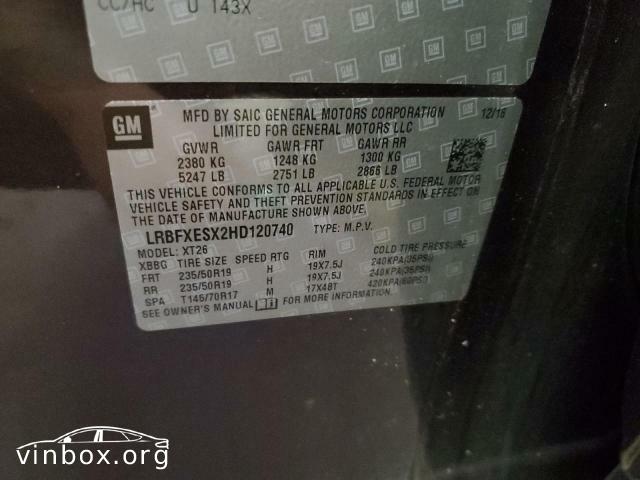 CC/HC U 143X
GM
MFD BY SAIC GENERAL MOTORS CORPORATION 12/16
LIMITED FOR GENERAL MOTORS LLC
GVWR GAWR FRT GAWR RR
2380 KG 1248 KG 1300 KG
5247 LB 2751 LB 2866 LB
THIS VEHICLE CONFORMS TO ALL APPLICABLE U.S. FEDERAL MOTOR
VEHICLE SAFETY AND THEFT PREVENTION STANDARDS IN EFFECT ON
THE DATE OF MANUFACTURE SHOWN ABOVE.
LRBFXESX2HD120740 TYPE: M.P.V.
MODEL: XT26
XBBG TIRE SIZE SPEED RTG RIM COLD TIRE PRESSURE
FRT 235/50R19 H 19X7.5J 240KPA(35PSI)
RR 235/50R19 H 19X7.5J 240KPA(35PSI)
SPA T145/70R17 M 17X48T 420KPA(60PSI)
SEE OWNER'S MANUAL FOR MORE INFORMATION.
vinbox.org